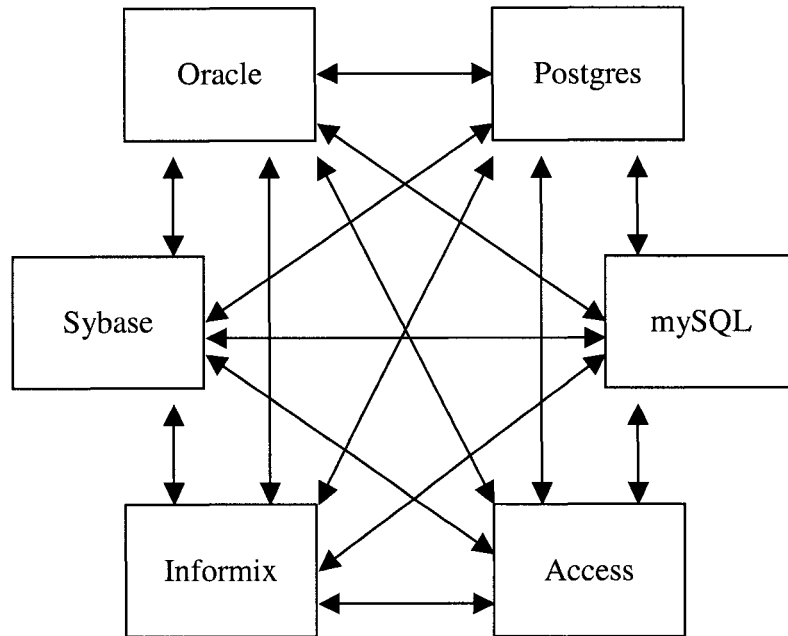 Oracle
Postgres
Sybase
mySQL
Informix
Access